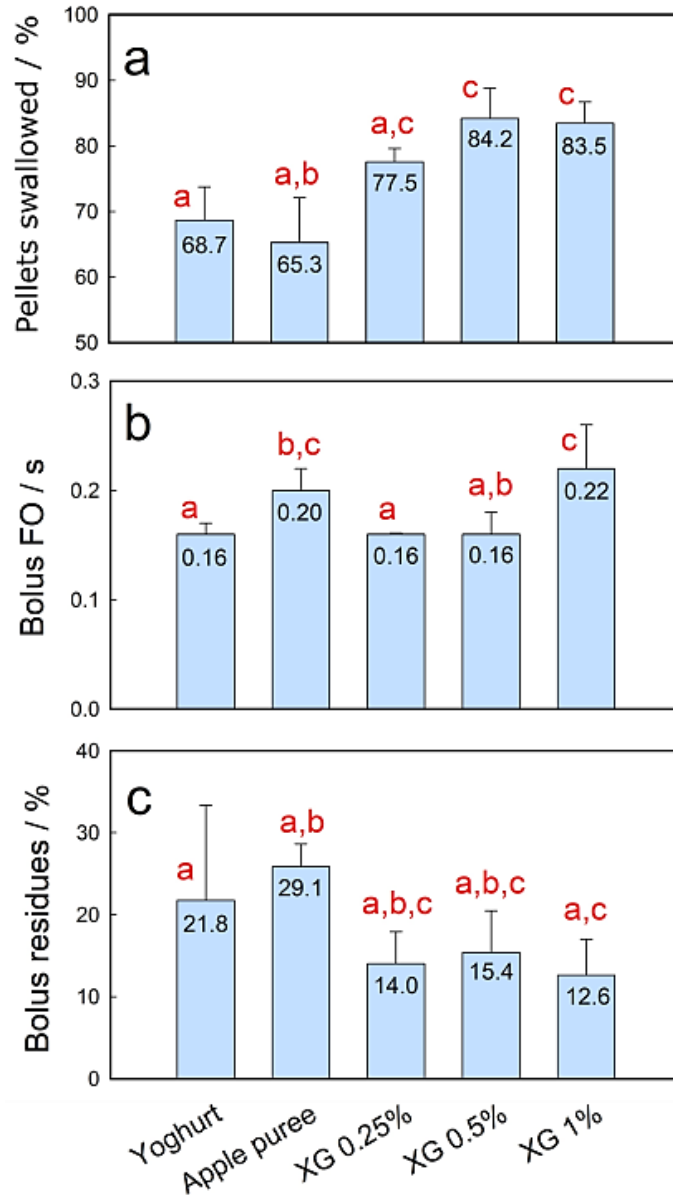 Pellets swallowed / %
100
90
80
70
60
50
a
a
a,b
a,c
c
c
68.7
65.3
77.5
84.2
83.5
Bolus FO / s
0.3
0.2
0.1
0.0
b
a
b,c
a
a,b
c
0.16
0.20
0.16
0.16
0.22
Bolus residues / %
40
30
20
10
0
c
a
a,b
a,b,c
a,b,c
a,c
21.8
29.1
14.0
15.4
12.6
Yoghurt
Apple puree
XG 0.25%
XG 0.5%
XG 1%